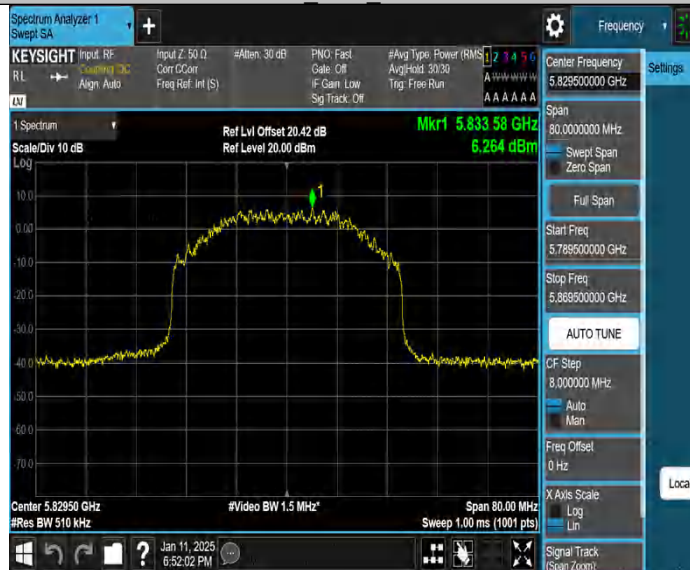 Spectrum Analyzer 1
Swept SA
Frequency
KEYSIGHT
Input: RF
Input Z: 50 Ω
#Atten: 30 dB
PNO: Fast
#Avg Type: Power (RMS
1 2 3 4 5 6
RL
Coupling: DC
Corr CCorr
Gate: Off
Avg|Hold: 30/30
A W W W W W
Align: Auto
Freq Ref: Int (S)
IF Gain: Low
Trig: Free Run
Sig Track: Off
A A A A A A
LXI
1 Spectrum
Ref Lvl Offset 20.42 dB
Mkr1 5.833 58 GHz
Scale/Div 10 dB
Ref Level 20.00 dBm
6.264 dBm
Log
1
10.0
0.00
-10.0
-20.0
-30.0
-40.0
-50.0
-60.0
-70.0
Center 5.82950 GHz
#Video BW 1.5 MHz*
Span 80.00 MHz
#Res BW 510 kHz
Sweep 1.00 ms (1001 pts)
Jan 11, 2025
6:52:02 PM
Center Frequency
5.829500000 GHz
Settings
Span
80.0000000 MHz
Swept Span
Zero Span
Full Span
Start Freq
5.789500000 GHz
Stop Freq
5.869500000 GHz
AUTO TUNE
CF Step
8.000000 MHz
Auto
Man
Freq Offset
0 Hz
X Axis Scale
Log
Lin
Loca
Signal Track
(Span Zoom)